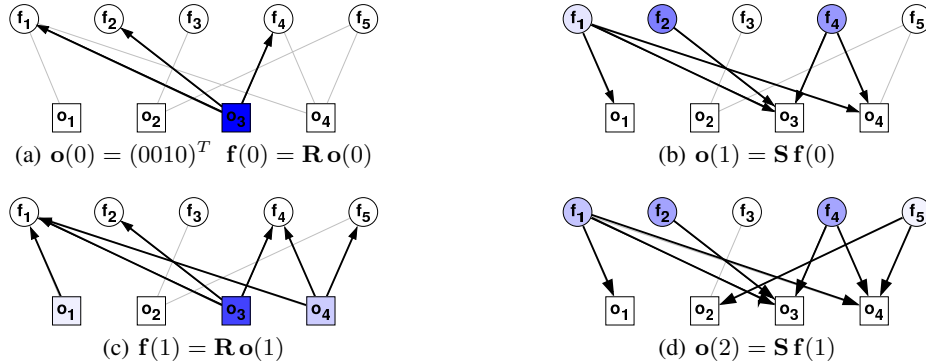 f₁ f₂ f₃ f₄ f₅
f₁ f₂ f₃ f₄ f₅
o₁ o₂ o₃ o₄
o₁ o₂ o₃ o₄
(a) o(0) = (0010)ᵀ f(0) = R o(0)
(b) o(1) = S f(0)
f₁ f₂ f₃ f₄ f₅
f₁ f₂ f₃ f₄ f₅
o₁ o₂ o₃ o₄
o₁ o₂ o₃ o₄
(c) f(1) = R o(1)
(d) o(2) = S f(1)